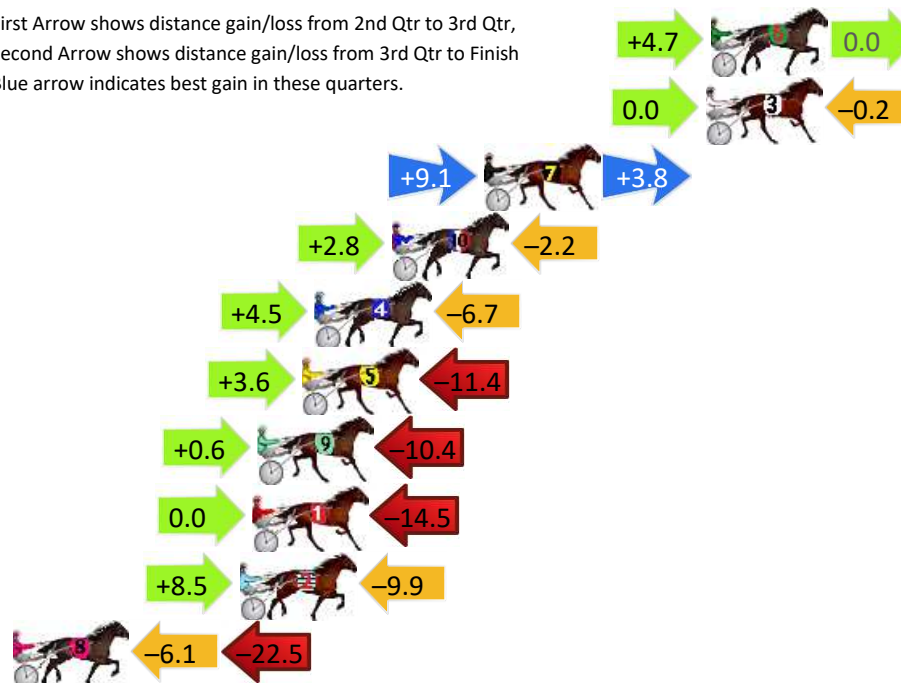 irst Arrow shows distance gain/loss from 2nd Qtr to 3rd Qtr,
econd Arrow shows distance gain/loss from 3rd Qtr to Finish
lue arrow indicates best gain in these quarters.
+4.7 6 0.0
0.0 3 –0.2
+9.1 7 +3.8
+2.8 10 –2.2
+4.5 4 –6.7
+3.6 5 –11.4
+0.6 9 –10.4
0.0 1 –14.5
+8.5 2 –9.9
8 –6.1 –22.5